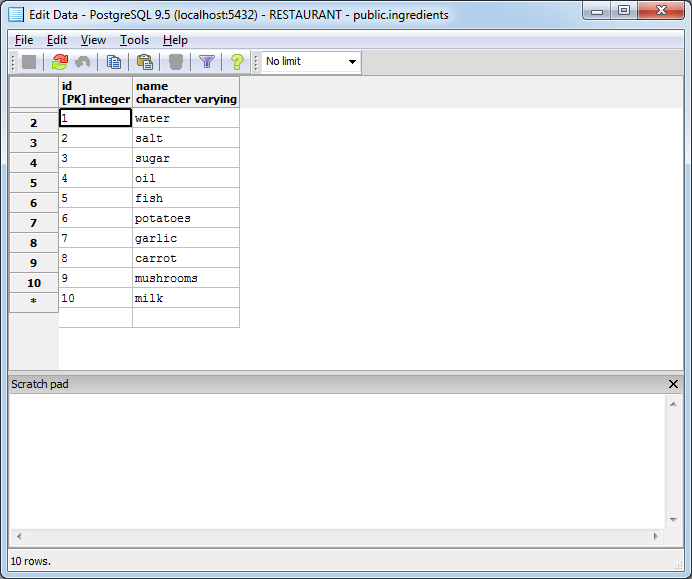 Edit Data - PostgreSQL 9.5 (localhost:5432) - RESTAURANT - public.ingredients
File Edit View Tools Help
No limit
id name
[PK] integer character varying
2 1 water
3 2 salt
4 3 sugar
5 4 oil
6 5 fish
7 6 potatoes
8 7 garlic
9 8 carrot
10 9 mushrooms
* 10 milk
Scratch pad
10 rows.